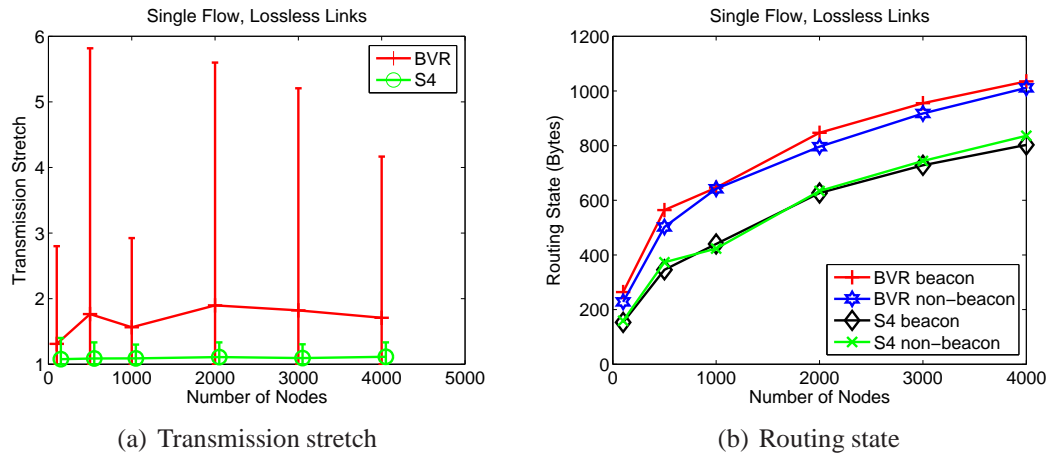 Single Flow, Lossless Links
6
5
4
3
2
1
0
1000
2000
3000
4000
5000
Transmission Stretch
Number of Nodes
BVR
S4
(a) Transmission stretch
Single Flow, Lossless Links
1200
1000
800
600
400
200
0
0
1000
2000
3000
4000
Routing State (Bytes)
Number of Nodes
BVR beacon
BVR non−beacon
S4 beacon
S4 non−beacon
(b) Routing state